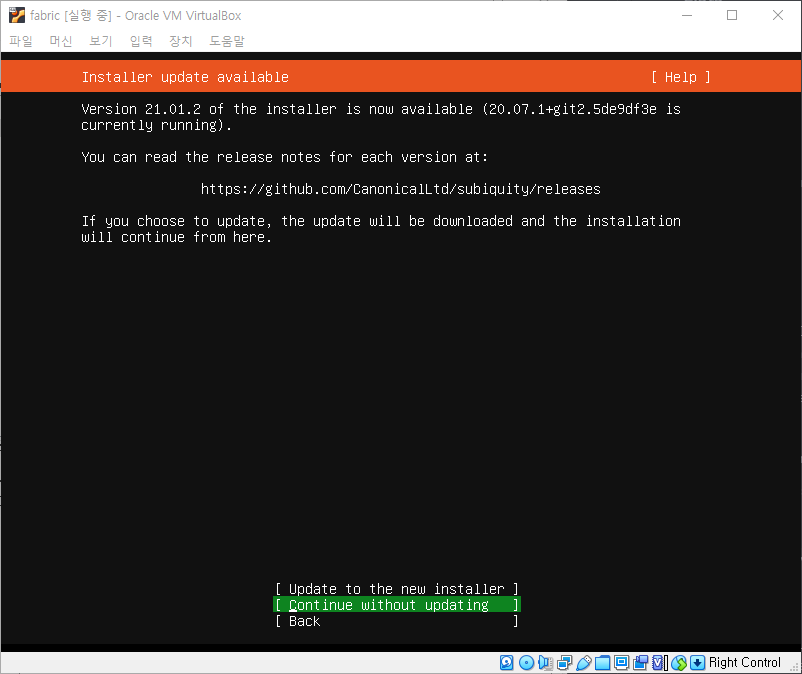 fabric [실행 중] - Oracle VM VirtualBox
파일 머신 보기 입력 장치 도움말
Installer update available [ Help ]
Version 21.01.2 of the installer is now available (20.07.1+git2.5de9df3e is
currently running).
You can read the release notes for each version at:
https://github.com/CanonicalLtd/subiquity/releases
If you choose to update, the update will be downloaded and the installation
will continue from here.
[ Update to the new installer ]
[ Continue without updating ]
[ Back ]
Right Control